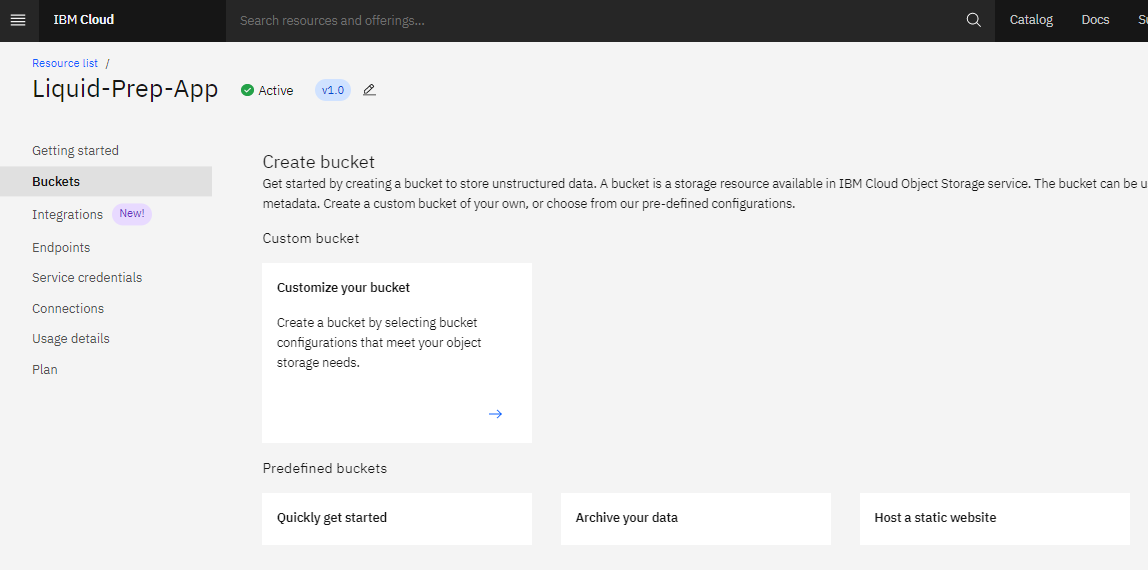 IBM Cloud
Search resources and offerings...
Catalog
Docs
Resource list /
Liquid-Prep-App
Active
v1.0
Getting started
Buckets
Integrations New!
Endpoints
Service credentials
Connections
Usage details
Plan
Create bucket
Get started by creating a bucket to store unstructured data. A bucket is a storage resource available in IBM Cloud Object Storage service. The bucket can be u
metadata. Create a custom bucket of your own, or choose from our pre-defined configurations.
Custom bucket
Customize your bucket
Create a bucket by selecting bucket
configurations that meet your object
storage needs.
Predefined buckets
Quickly get started
Archive your data
Host a static website